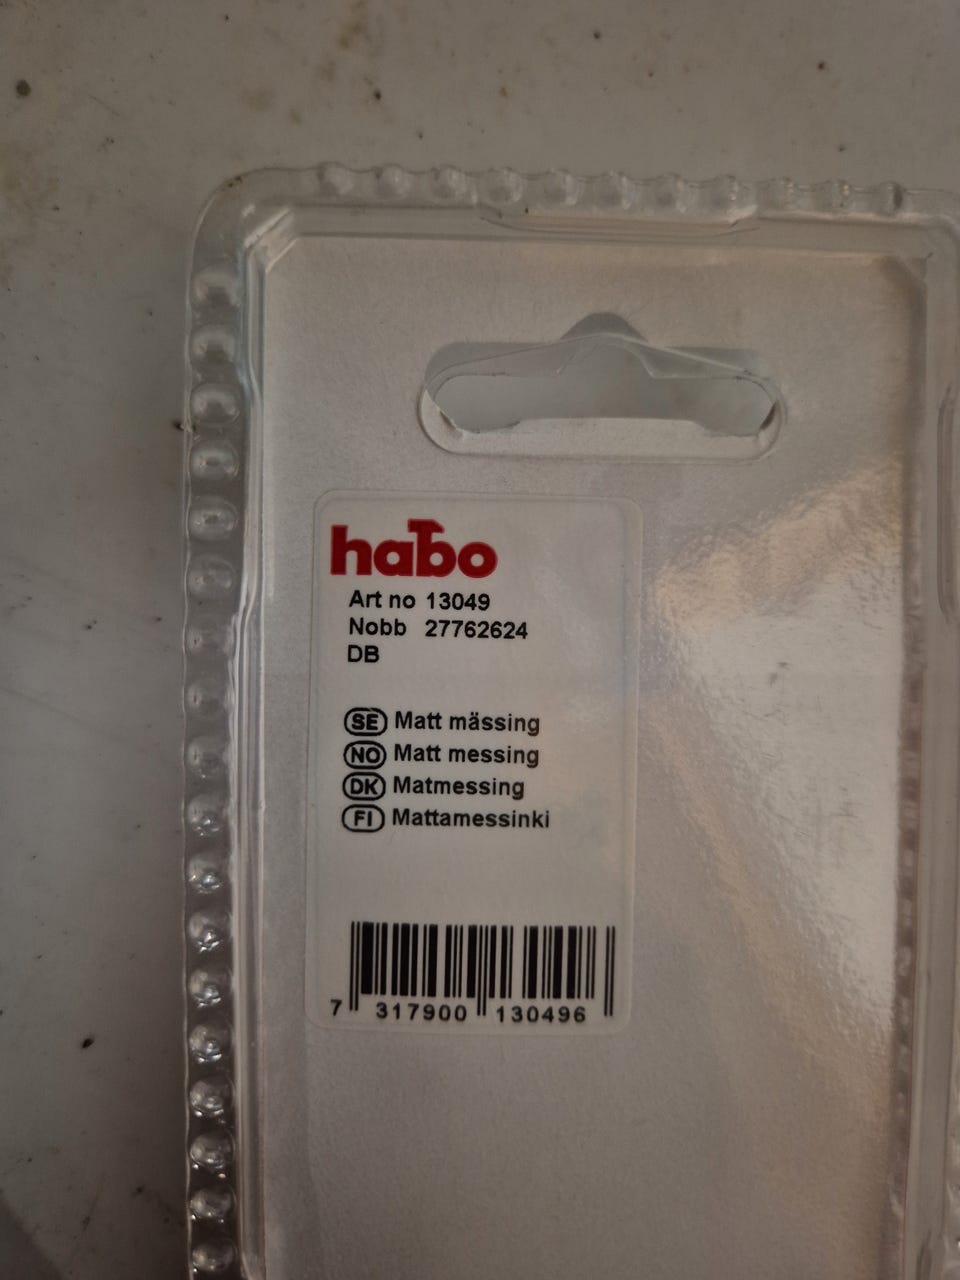 habo
Art no 13049
Nobb 27762624
DB
SE Matt mässing
NO Matt messing
DK Matmessing
FI Mattamessinki
7 317900 130496